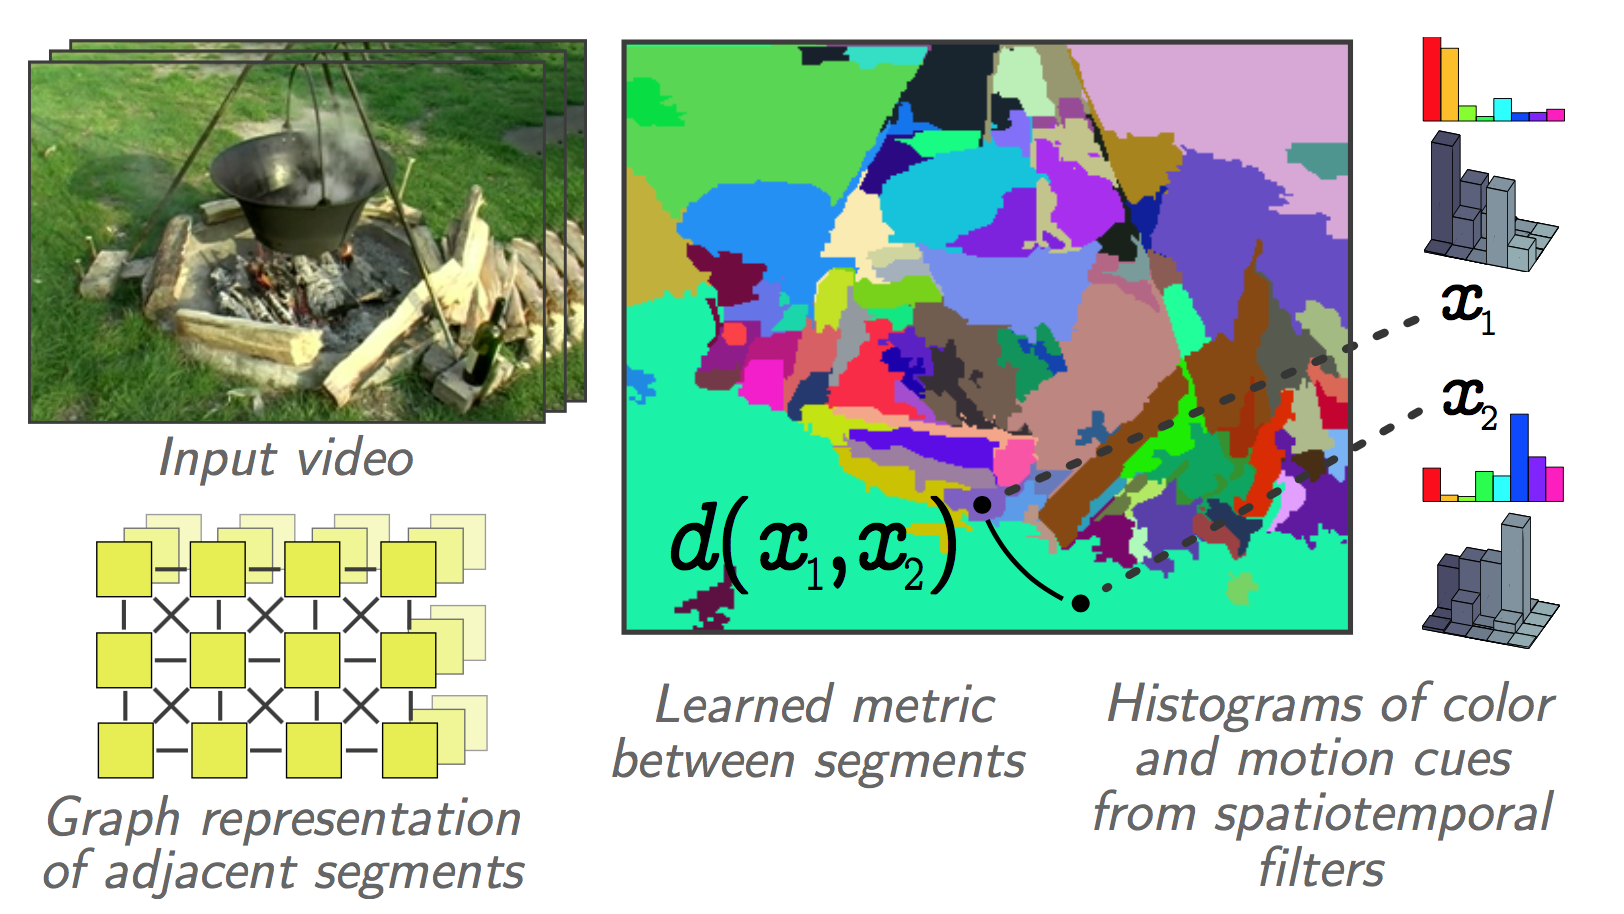 Input video
Graph representation
of adjacent segments
d(x₁,x₂)
Learned metric
between segments
x₁
x₂
Histograms of color
and motion cues
from spatiotemporal
filters